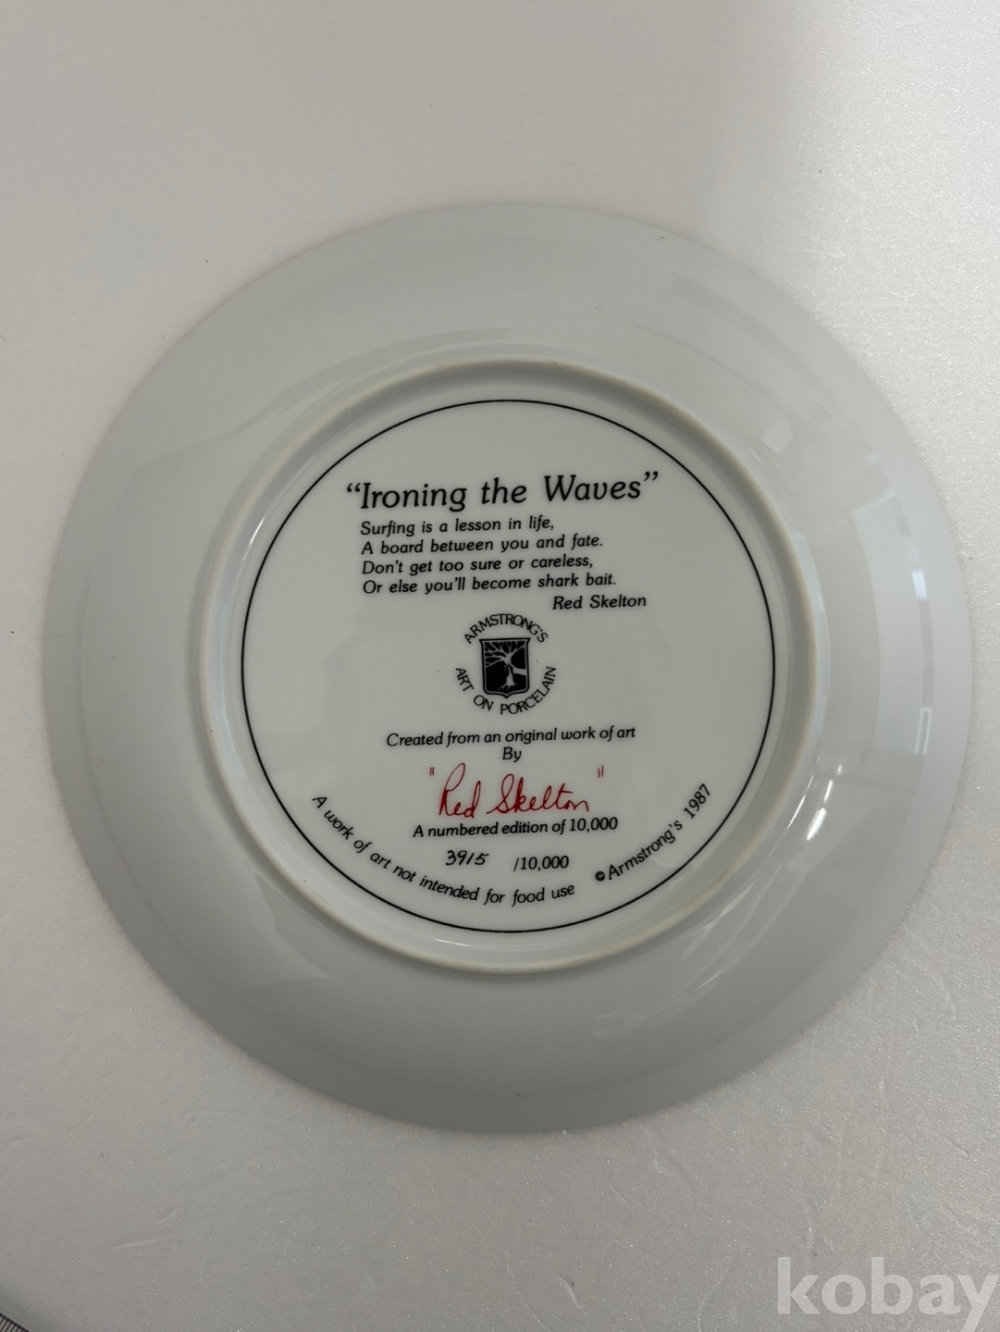 "Ironing the Waves"
Surfing is a lesson in life,
A board between you and fate.
Don't get too sure or careless,
Or else you'll become shark bait.
Red Skelton
ARMSTRONG'S
ART ON PORCELAIN
Created from an original work of art
By
"Red Skelton"
A numbered edition of 10,000
3915 /10,000
A work of art not intended for food use
© Armstrong's 1987
kobay